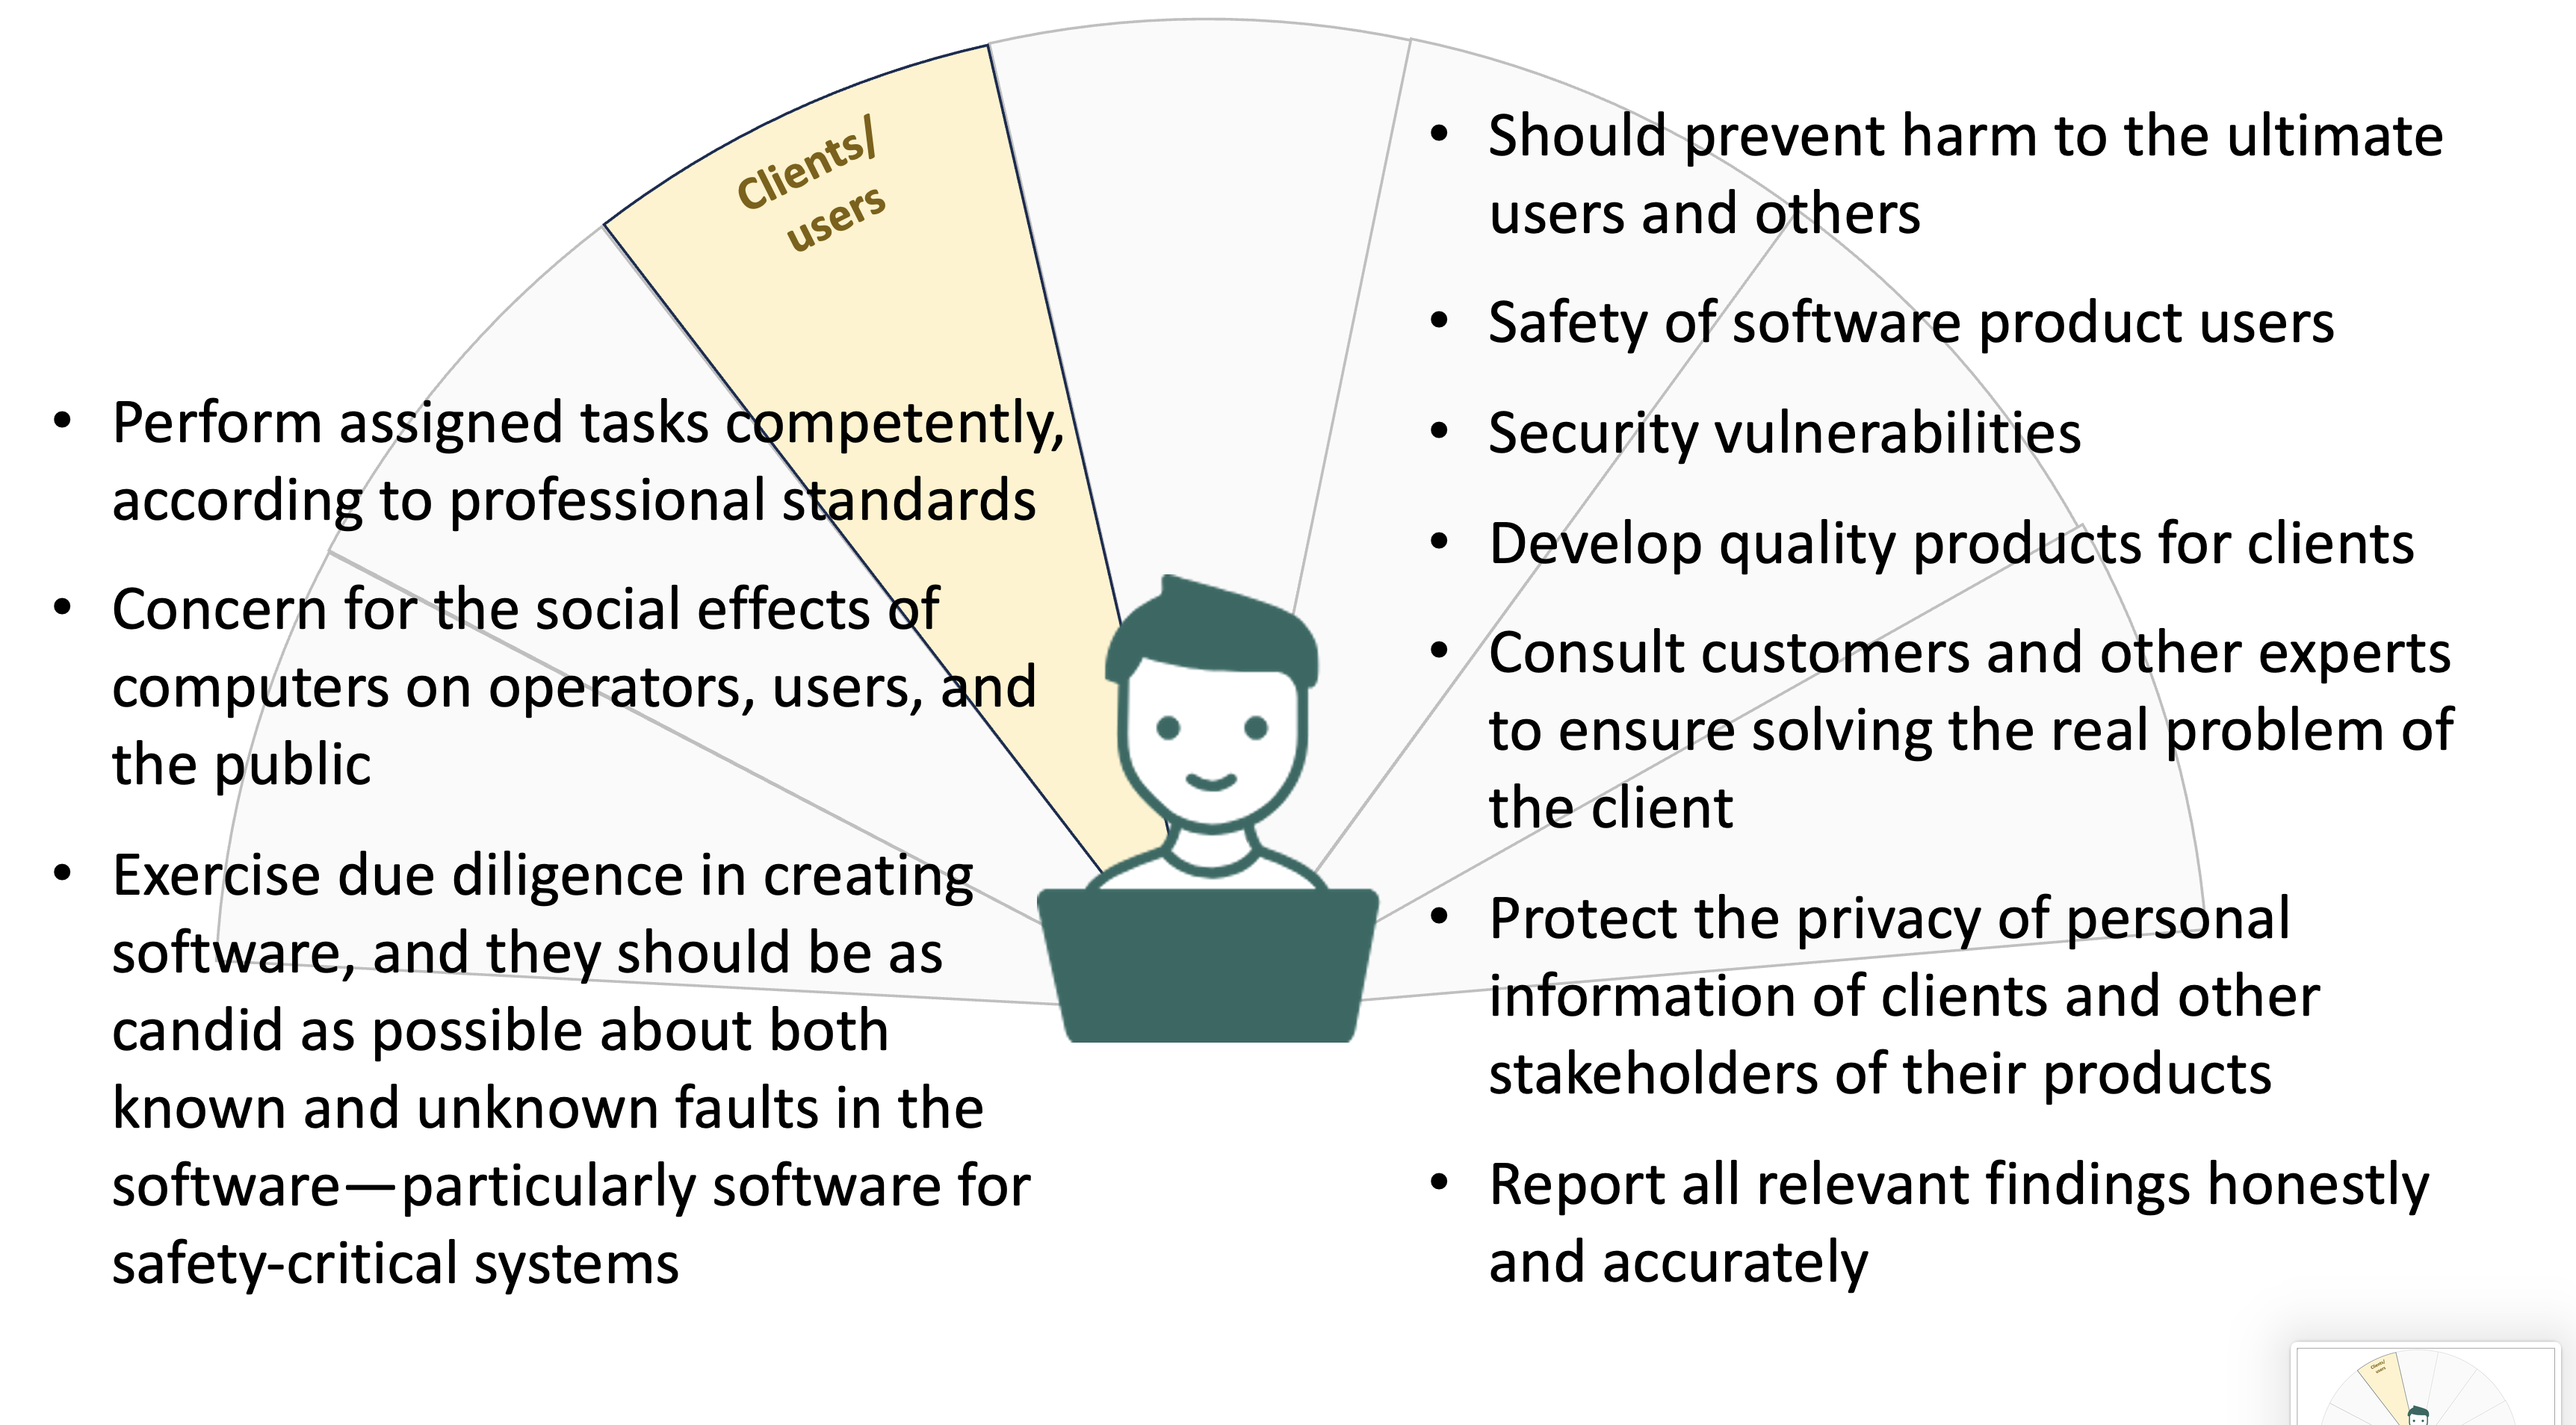 Clients/
users
• Perform assigned tasks competently,
according to professional standards
• Concern for the social effects of
computers on operators, users, and
the public
• Exercise due diligence in creating
software, and they should be as
candid as possible about both
known and unknown faults in the
software—particularly software for
safety-critical systems
• Should prevent harm to the ultimate
users and others
• Safety of software product users
• Security vulnerabilities
• Develop quality products for clients
• Consult customers and other experts
to ensure solving the real problem of
the client
• Protect the privacy of personal
information of clients and other
stakeholders of their products
• Report all relevant findings honestly
and accurately
Clients/
users